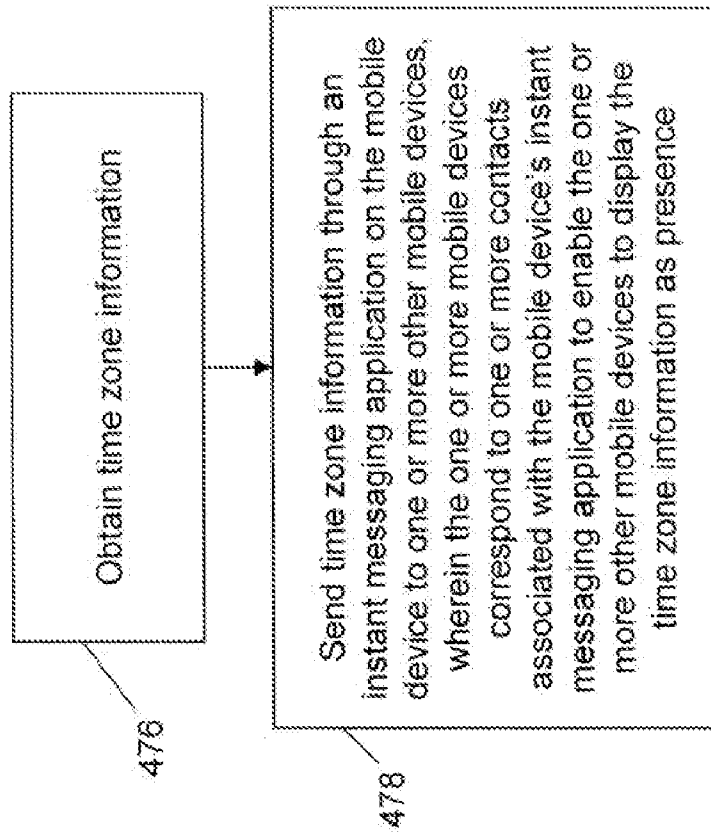 Obtain time zone information
476
Send time zone information through an
instant messaging application on the mobile
device to one or more other mobile devices,
wherein the one or more mobile devices
correspond to one or more contacts
associated with the mobile device's instant
messaging application to enable the one or
more other mobile devices to display the
time zone information as presence
478